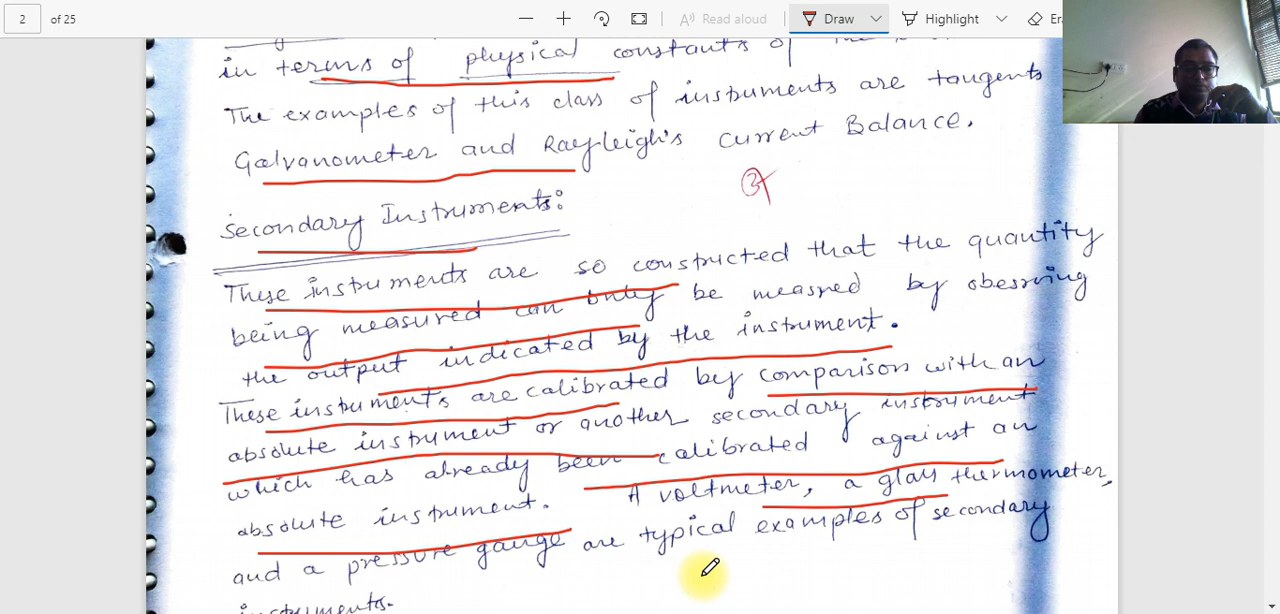 2 of 25
Read aloud
Draw
Highlight
in terms of physical constants of
The examples of this class of instruments are tangents
Galvanometer and Rayleigh's current Balance.
Secondary Instruments:
These instruments are so constructed that the quantity
being measured can only be measred by obesrving
the output indicated by the instrument.
These instruments are calibrated by comparison with an
absolute instrument or another secondary instrument
which has already been calibrated against an
absolute instrument. A voltmeter, a glass thermometer,
and a pressure gauge are typical examples of secondary
instruments.